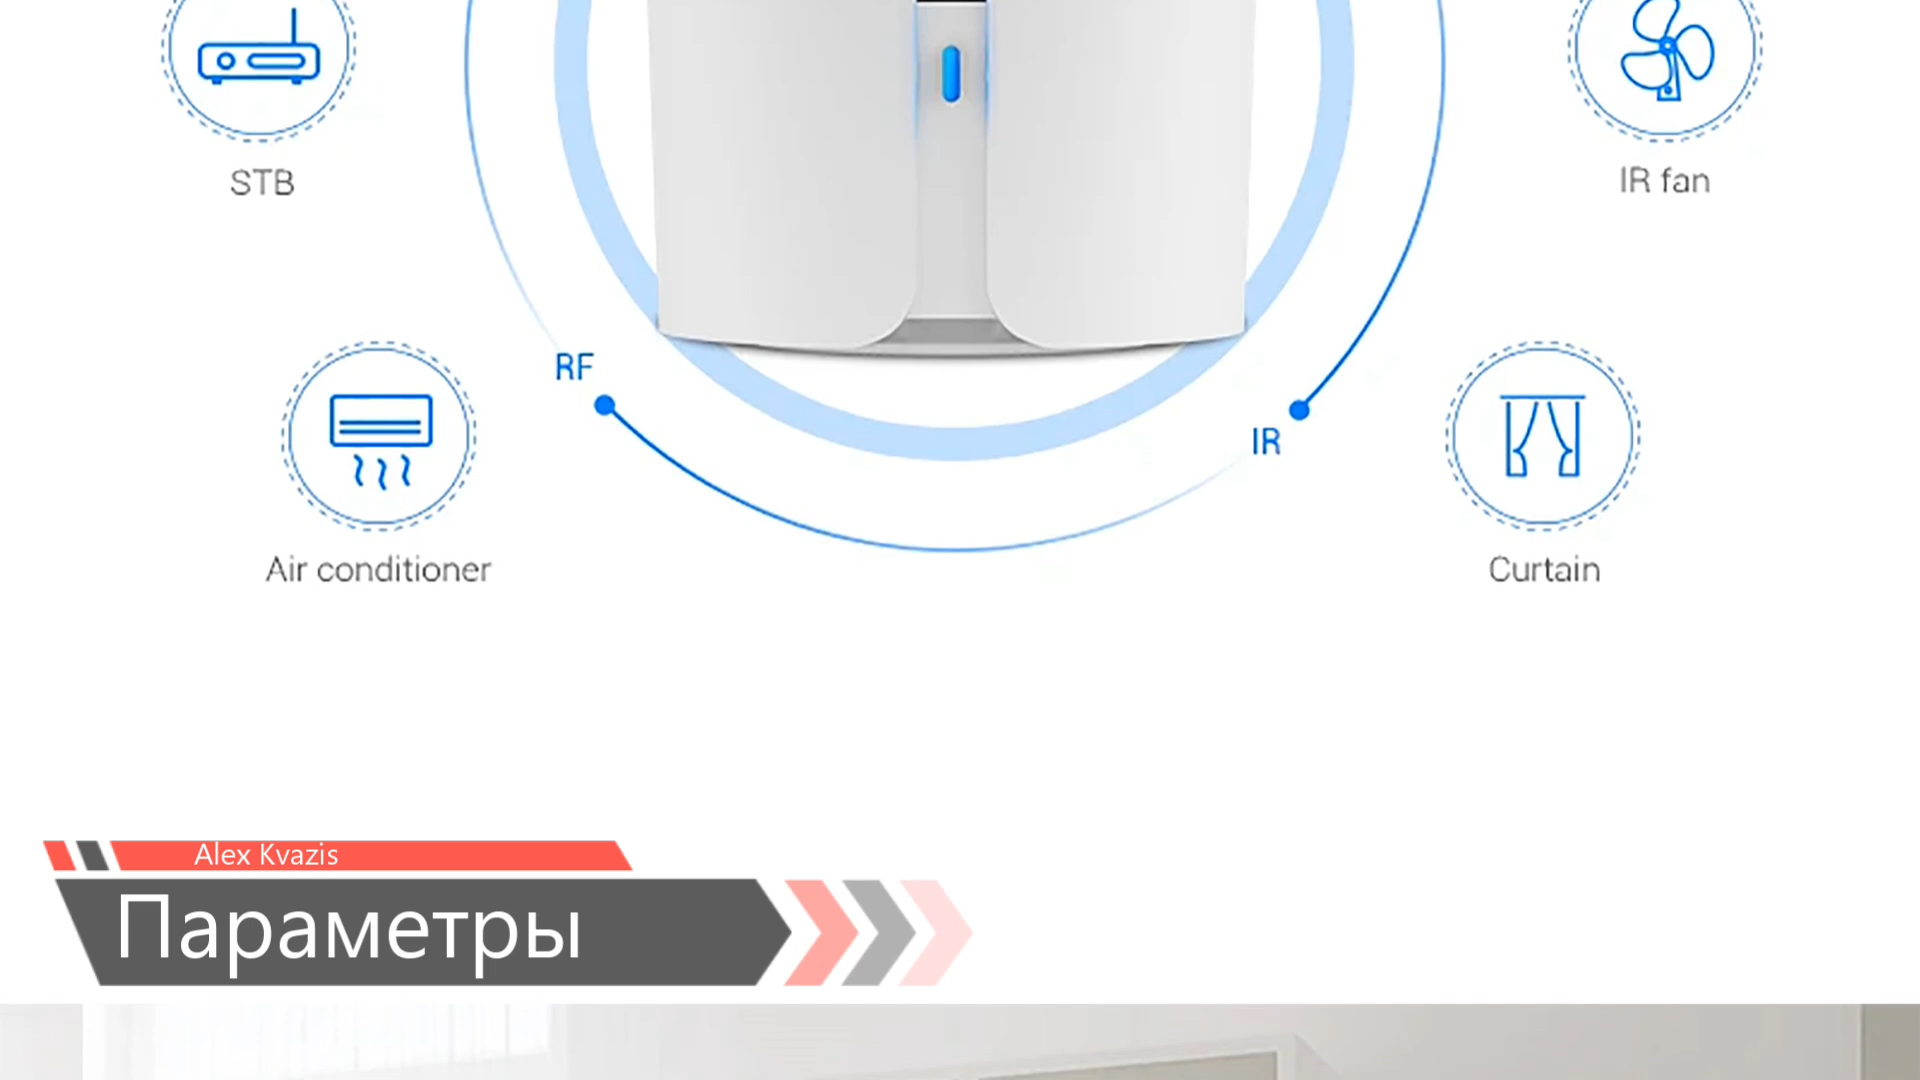 STB
IR fan
RF
IR
Air conditioner
Curtain
Alex Kvazis
Параметры